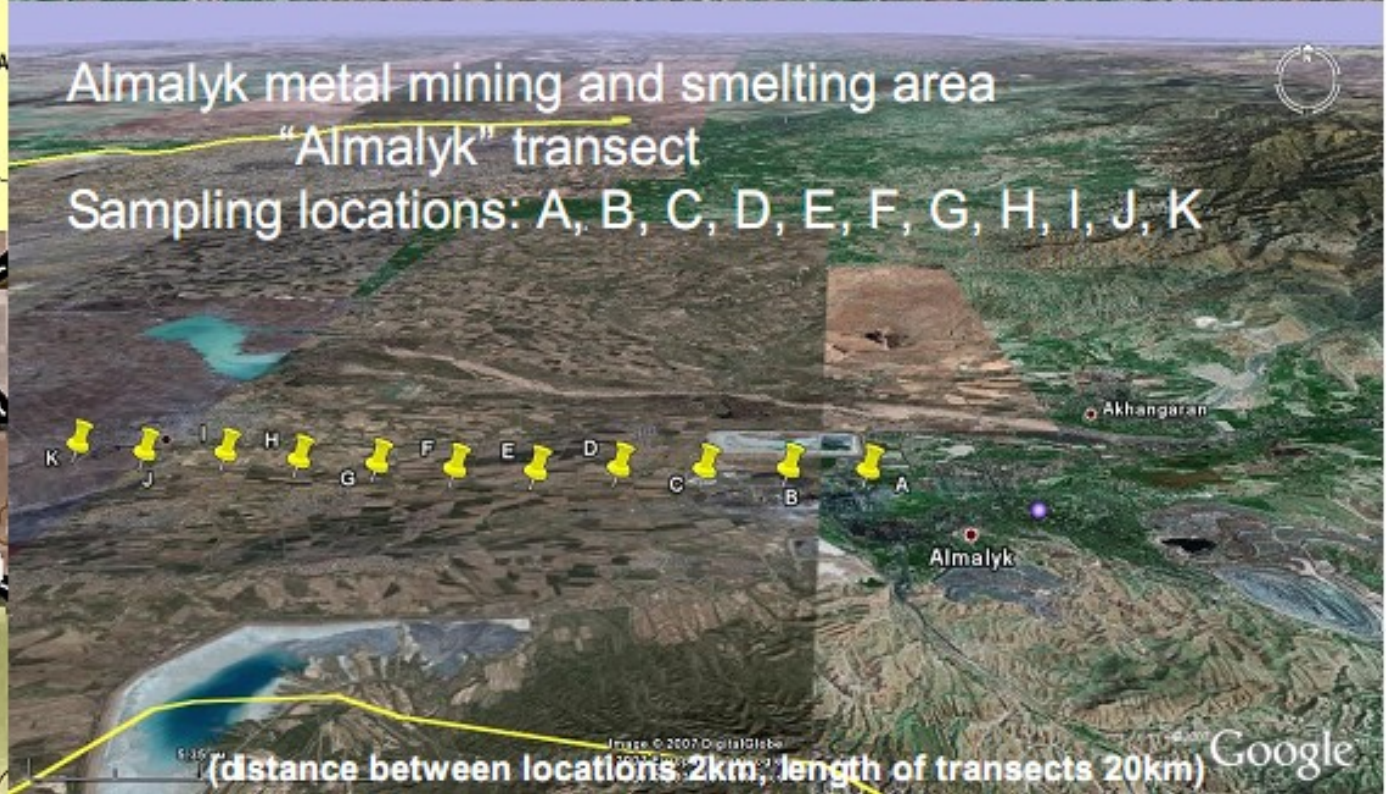 Almalyk metal mining and smelting area
“Almalyk” transect
Sampling locations: A, B, C, D, E, F, G, H, I, J, K
Akhangaran
K
J
I
H
G
F
E
D
C
B
A
Almalyk
Image © 2007 DigitalGlobe
(distance between locations 2km, length of transects 20km)
Google